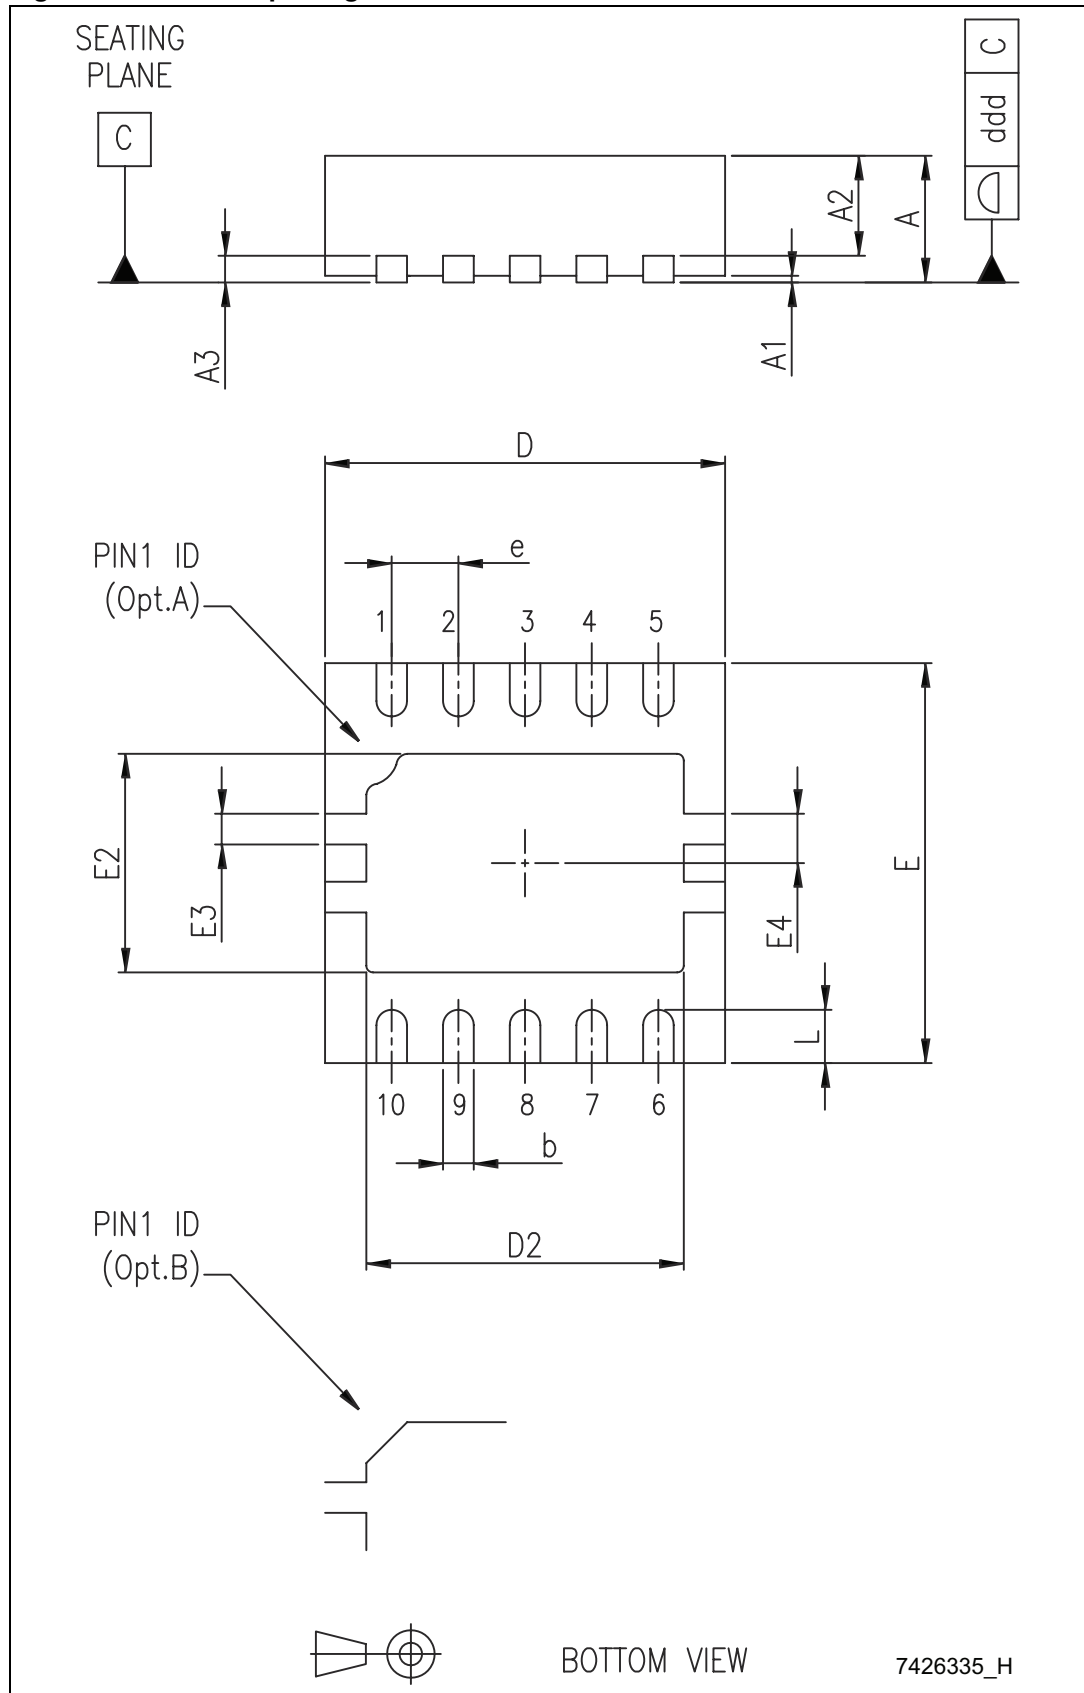 SEATING
PLANE
C
C
ddd
A2
A
A3
A1
D
PIN1 ID
(Opt.A)
e
1 2 3 4 5
E2
E3
E4
E
L
10 9 8 7 6
b
PIN1 ID
(Opt.B)
D2
BOTTOM VIEW
7426335_H